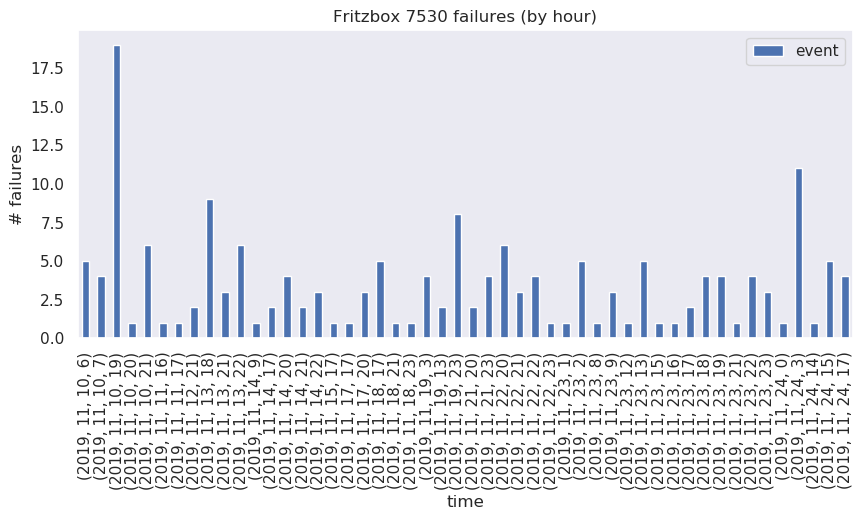 Fritzbox 7530 failures (by hour)
event
# failures
17.5
15.0
12.5
10.0
7.5
5.0
2.5
0.0
(2019, 11, 10, 6)
(2019, 11, 10, 7)
(2019, 11, 10, 19)
(2019, 11, 10, 20)
(2019, 11, 10, 21)
(2019, 11, 11, 16)
(2019, 11, 11, 17)
(2019, 11, 12, 21)
(2019, 11, 13, 18)
(2019, 11, 13, 21)
(2019, 11, 13, 22)
(2019, 11, 14, 9)
(2019, 11, 14, 17)
(2019, 11, 14, 20)
(2019, 11, 14, 21)
(2019, 11, 14, 22)
(2019, 11, 15, 17)
(2019, 11, 17, 17)
(2019, 11, 17, 20)
(2019, 11, 18, 17)
(2019, 11, 18, 21)
(2019, 11, 18, 23)
(2019, 11, 19, 3)
(2019, 11, 19, 13)
(2019, 11, 19, 23)
(2019, 11, 21, 20)
(2019, 11, 21, 23)
(2019, 11, 22, 20)
(2019, 11, 22, 21)
(2019, 11, 22, 22)
(2019, 11, 22, 23)
(2019, 11, 23, 1)
(2019, 11, 23, 2)
(2019, 11, 23, 8)
(2019, 11, 23, 9)
(2019, 11, 23, 12)
(2019, 11, 23, 13)
(2019, 11, 23, 15)
(2019, 11, 23, 16)
(2019, 11, 23, 17)
(2019, 11, 23, 18)
(2019, 11, 23, 19)
(2019, 11, 23, 21)
(2019, 11, 23, 22)
(2019, 11, 23, 23)
(2019, 11, 24, 0)
(2019, 11, 24, 3)
(2019, 11, 24, 14)
(2019, 11, 24, 15)
(2019, 11, 24, 17)
time